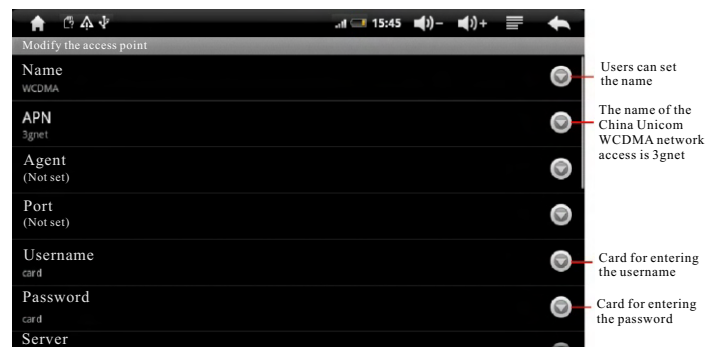 15:45
Modify the access point
Name
WCDMA
Users can set
the name
APN
3gnet
The name of the
China Unicom
WCDMA network
access is 3gnet
Agent
(Not set)
Port
(Not set)
Username
card
Card for entering
the username
Password
card
Card for entering
the password
Server